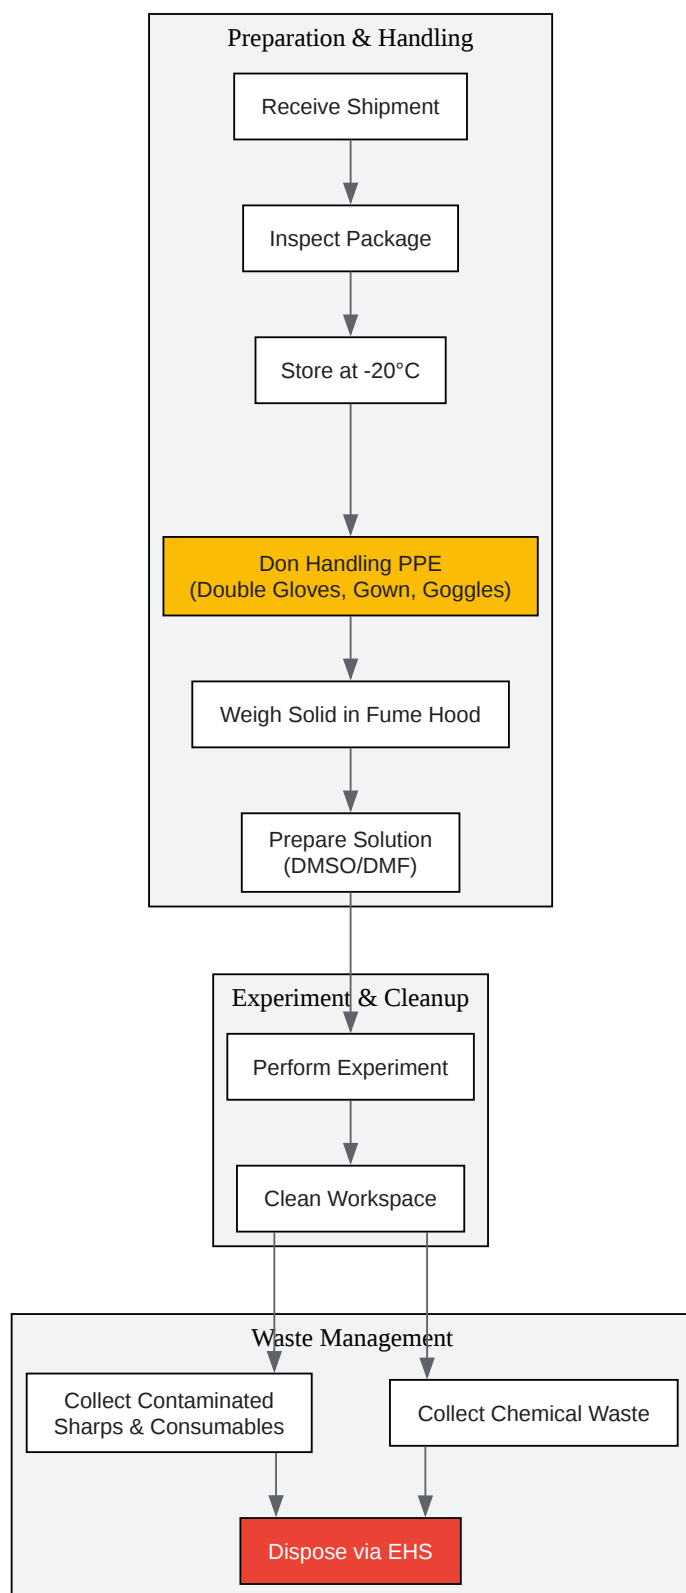 Preparation & Handling
Receive Shipment
Inspect Package
Store at -20°C
Don Handling PPE
(Double Gloves, Gown, Goggles)
Weigh Solid in Fume Hood
Prepare Solution
(DMSO/DMF)
Experiment & Cleanup
Perform Experiment
Clean Workspace
Waste Management
Collect Contaminated
Sharps & Consumables
Collect Chemical Waste
Dispose via EHS